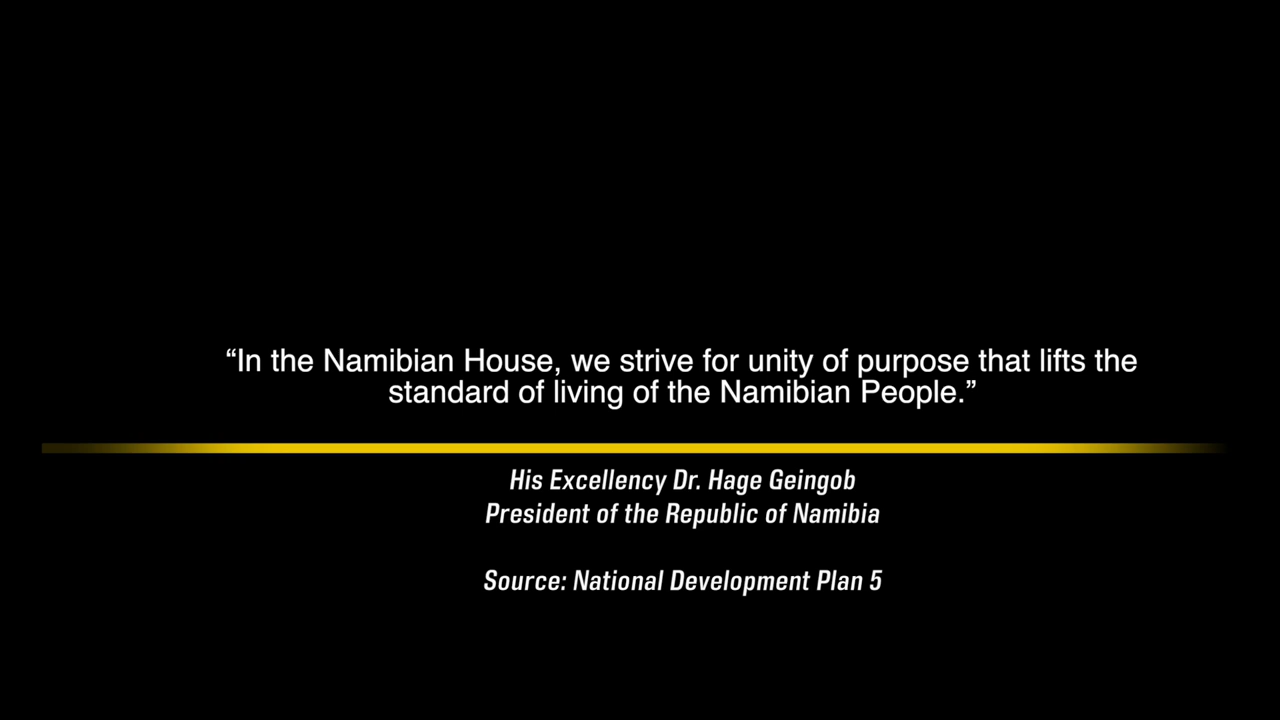 “In the Namibian House, we strive for unity of purpose that lifts the
standard of living of the Namibian People.”
His Excellency Dr. Hage Geingob
President of the Republic of Namibia
Source: National Development Plan 5